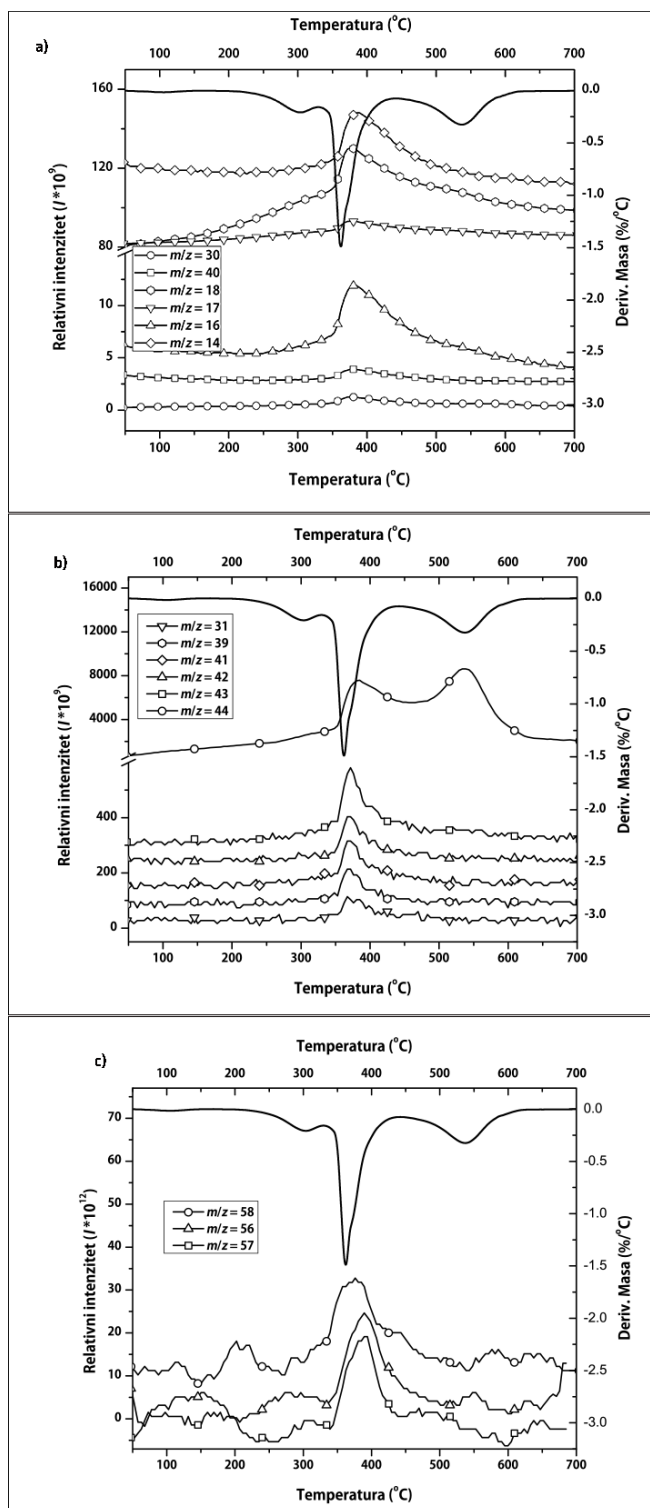 a)
Temperatura (°C)
100 200 300 400 500 600 700
160
120
80
10
5
0
Relativni intenzitet (I*10⁹)
0.0
-0.5
-1.0
-1.5
-2.0
-2.5
-3.0
Deriv. Masa (%/°C)
m/z = 30
m/z = 40
m/z = 18
m/z = 17
m/z = 16
m/z = 14
100 200 300 400 500 600 700
Temperatura (°C)
b)
Temperatura (°C)
100 200 300 400 500 600 700
16000
14000
12000
8000
4000
400
200
0
Relativni intenzitet (I*10⁹)
0.0
-0.5
-1.0
-1.5
-2.0
-2.5
-3.0
Deriv. Masa (%/°C)
m/z = 31
m/z = 39
m/z = 41
m/z = 42
m/z = 43
m/z = 44
100 200 300 400 500 600 700
Temperatura (°C)
c)
Temperatura (°C)
100 200 300 400 500 600 700
70
60
50
40
30
20
10
0
Relativni intenzitet (I*10¹²)
0.0
-0.5
-1.0
-1.5
-2.0
-2.5
-3.0
Deriv. Masa (%/°C)
m/z = 58
m/z = 56
m/z = 57
100 200 300 400 500 600 700
Temperatura (°C)